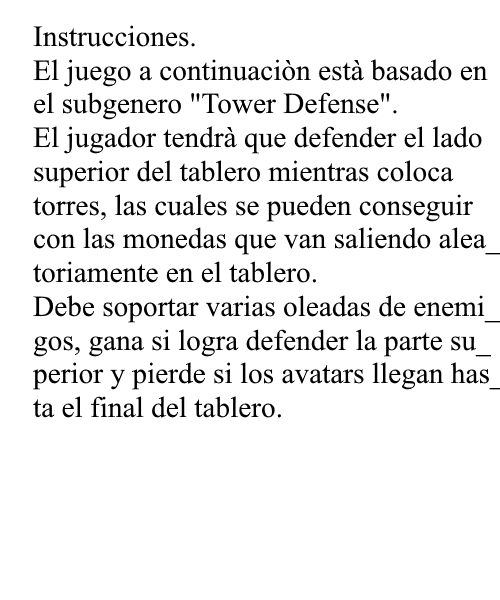 Instrucciones.
El juego a continuaciòn està basado en
el subgenero "Tower Defense".
El jugador tendrà que defender el lado
superior del tablero mientras coloca
torres, las cuales se pueden conseguir
con las monedas que van saliendo alea_
toriamente en el tablero.
Debe soportar varias oleadas de enemi_
gos, gana si logra defender la parte su_
perior y pierde si los avatars llegan has_
ta el final del tablero.